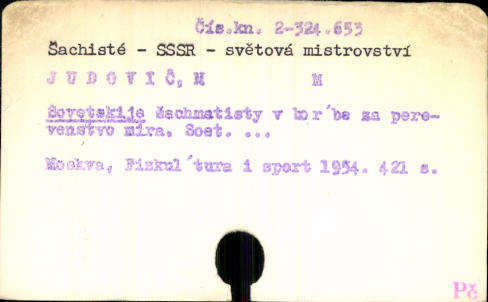 Čís.kn. 2-324.653
Šachisté - SSSR - světová mistrovství
JUDOVIČ, M M
Sovetskije šachmatisty v bor´be za pere-
venstvo mira. Sost. ...
Moskva, Fizkul´tura i sport 1954. 421 s.
Pč